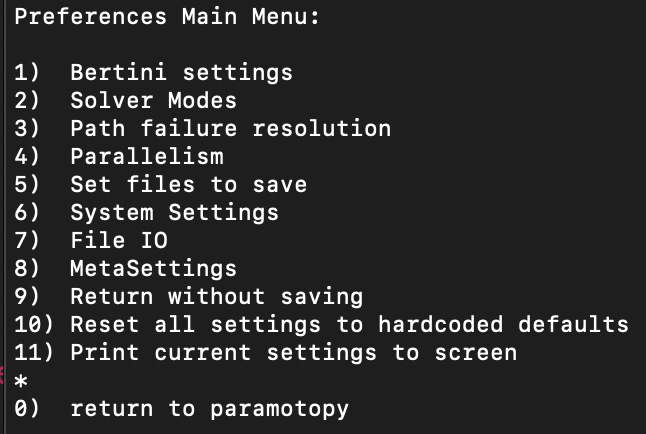 Preferences Main Menu:
1)  Bertini settings
2)  Solver Modes
3)  Path failure resolution
4)  Parallelism
5)  Set files to save
6)  System Settings
7)  File IO
8)  MetaSettings
9)  Return without saving
10) Reset all settings to hardcoded defaults
11) Print current settings to screen
*
0)  return to paramotopy